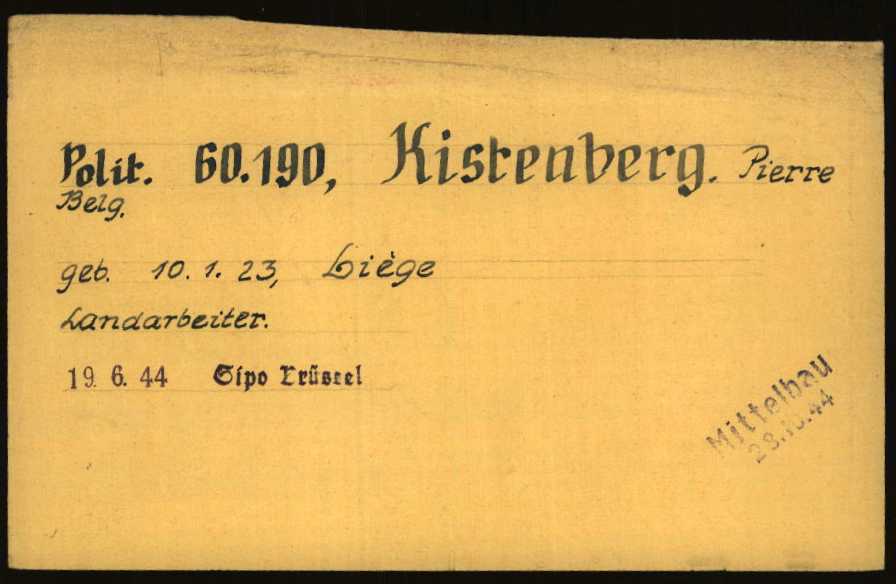 Polit. 60.190, Kistenberg. Pierre
Belg.
geb. 10. 1. 23, Liège
Landarbeiter.
19. 6. 44 Sipo Brüssel
Mittelbau
28.10.44